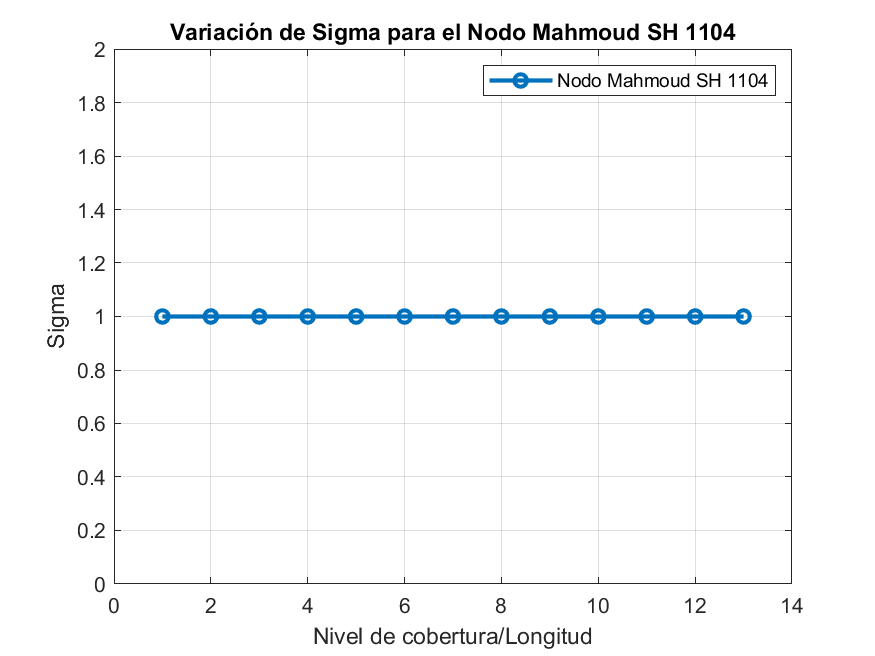 Variación de Sigma para el Nodo Mahmoud SH 1104
Nodo Mahmoud SH 1104
Sigma
2
1.8
1.6
1.4
1.2
1
0.8
0.6
0.4
0.2
0
0 2 4 6 8 10 12 14
Nivel de cobertura/Longitud